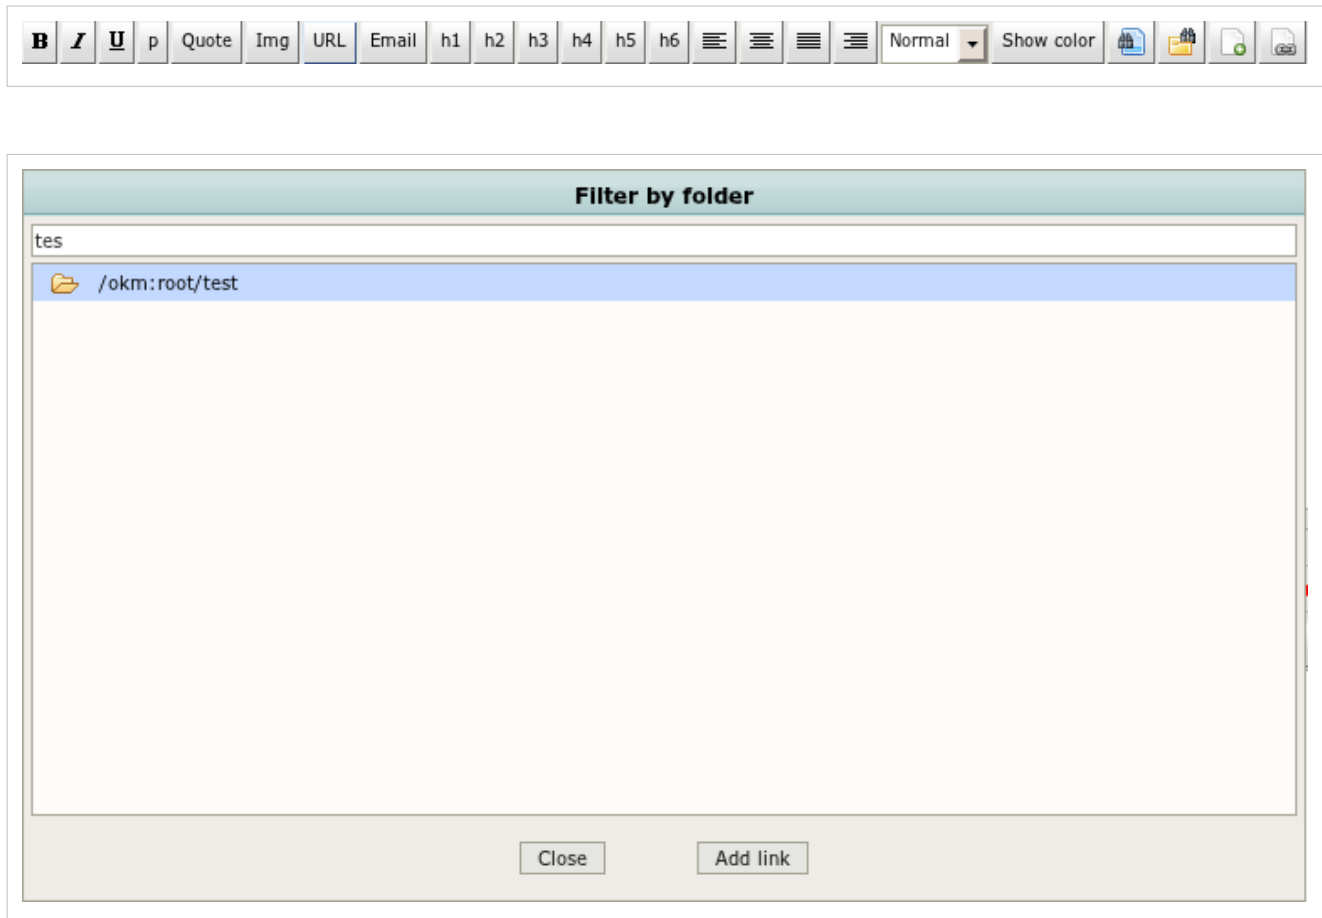 B I U p Quote Img URL Email h1 h2 h3 h4 h5 h6 Normal Show color
Filter by folder
tes
/okm:root/test
Close Add link